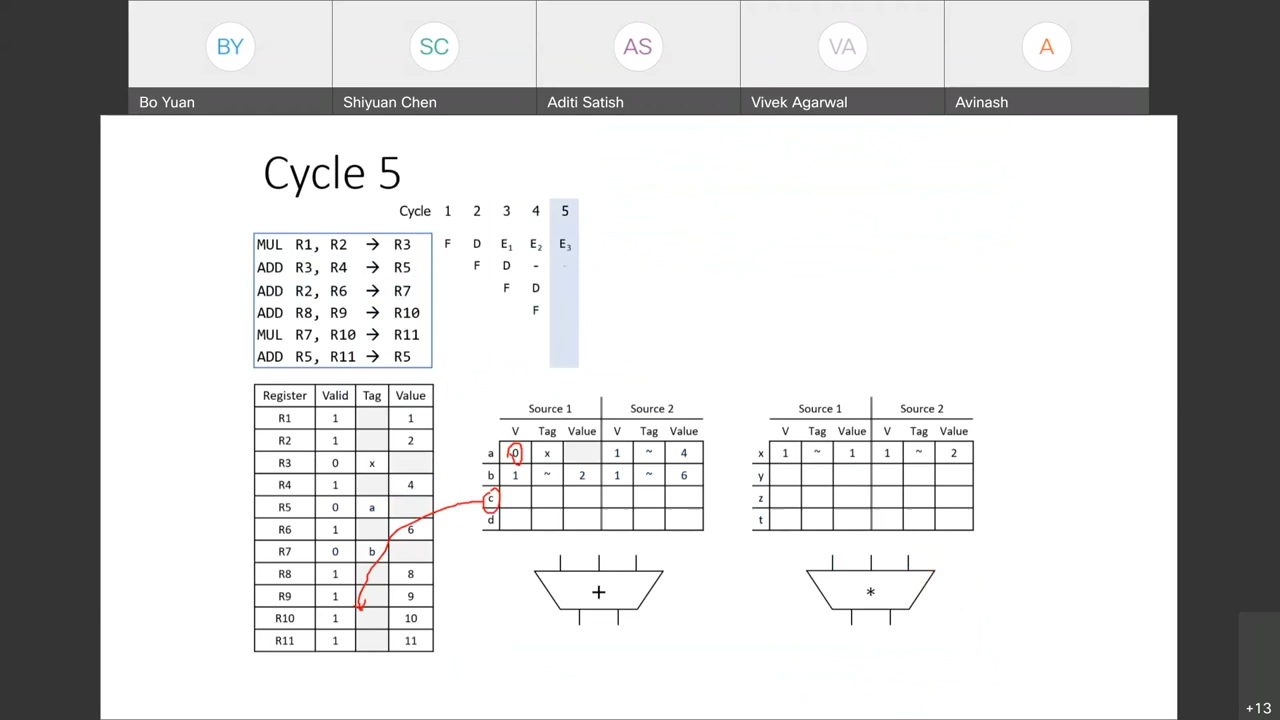 BY SC AS VA A
Bo Yuan Shiyuan Chen Aditi Satish Vivek Agarwal Avinash
Cycle 5
Cycle 1 2 3 4 5
MUL R1, R2 → R3 F D E1 E2 E3
ADD R3, R4 → R5 F D - -
ADD R2, R6 → R7 F D
ADD R8, R9 → R10 F
MUL R7, R10 → R11
ADD R5, R11 → R5
Register Valid Tag Value
R1 1 1
R2 1 2
R3 0 x
R4 1 4
R5 0 a
R6 1 6
R7 0 b
R8 1 8
R9 1 9
R10 1 10
R11 1 11
Source 1 Source 2
V Tag Value V Tag Value
a 0 x 1 ~ 4
b 1 ~ 2 1 ~ 6
c
d
+
Source 1 Source 2
V Tag Value V Tag Value
x 1 ~ 1 1 ~ 2
y
z
t
*
+13